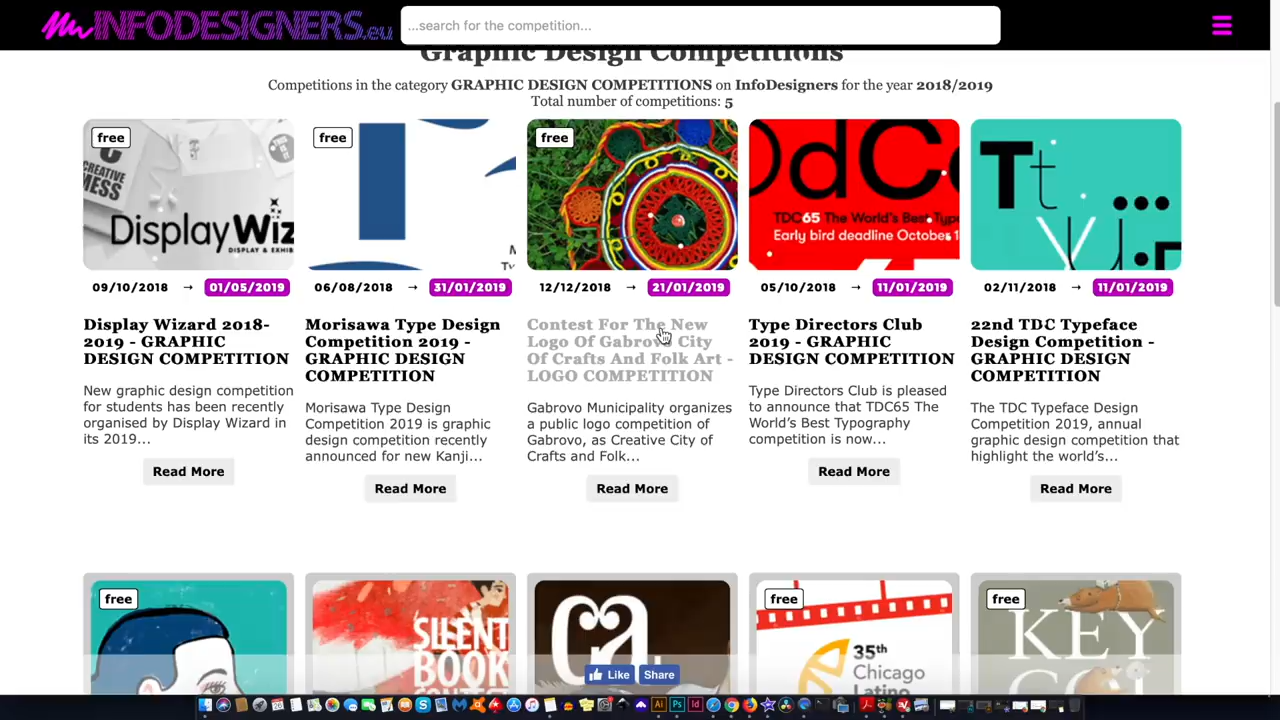 INFODESIGNERS.eu
...search for the competition...
Graphic Design Competitions
Competitions in the category GRAPHIC DESIGN COMPETITIONS on InfoDesigners for the year 2018/2019
Total number of competitions: 5
free
CREATIVE
MESS
DisplayWiz
DISPLAY & EXHIB
free
free
TDC65 The World's Best Typ
Early bird deadline October 1
Tt
09/10/2018 → 01/05/2019
06/08/2018 → 31/01/2019
12/12/2018 → 21/01/2019
05/10/2018 → 11/01/2019
02/11/2018 → 11/01/2019
Display Wizard 2018-
2019 - GRAPHIC
DESIGN COMPETITION
New graphic design competition
for students has been recently
organised by Display Wizard in
its 2019...
Read More
Morisawa Type Design
Competition 2019 -
GRAPHIC DESIGN
COMPETITION
Morisawa Type Design
Competition 2019 is graphic
design competition recently
announced for new Kanji...
Read More
Contest For The New
Logo Of Gabrovo City
Of Crafts And Folk Art -
LOGO COMPETITION
Gabrovo Municipality organizes
a public logo competition of
Gabrovo, as Creative City of
Crafts and Folk...
Read More
Type Directors Club
2019 - GRAPHIC
DESIGN COMPETITION
Type Directors Club is pleased
to announce that TDC65 The
World's Best Typography
competition is now...
Read More
22nd TDC Typeface
Design Competition -
GRAPHIC DESIGN
COMPETITION
The TDC Typeface Design
Competition 2019, annual
graphic design competition that
highlight the world's...
Read More
free
SILENT
BOOK
CONTEST
ca
free
35th
Chicago
Latino
free
KEY
Like
Share